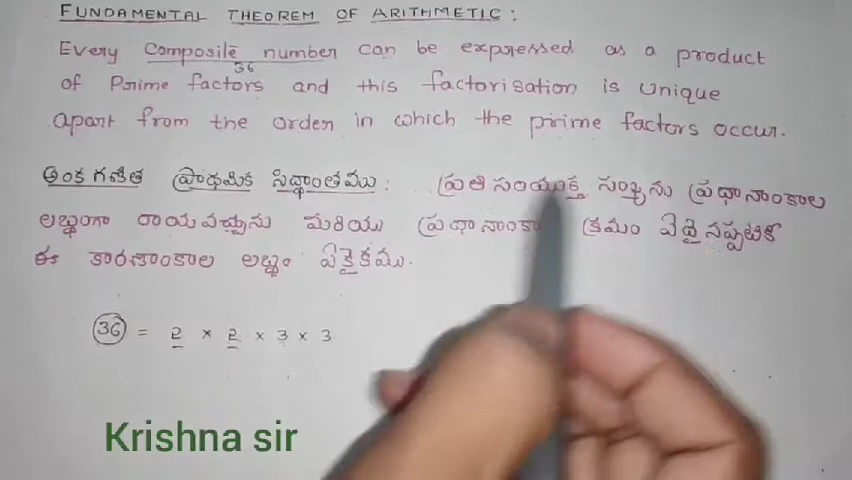 FUNDAMENTAL THEOREM OF ARITHMETIC :
Every Composite number can be expressed as a product
36
of Prime factors and this factorisation is unique
apart from the order in which the prime factors occur.
అంకగణిత ప్రాథమిక సిద్ధాంతము : ప్రతి సంయుక్త సంఖ్యను ప్రధానాంకాల
లబ్ధంగా రాయవచ్చును మరియు ప్రధానాంకా క్రమం ఏదైనప్పటికీ
ఈ కారణాంకాల లబ్ధం ఏకైకము.
36 = 2 × 2 × 3 × 3
Krishna sir